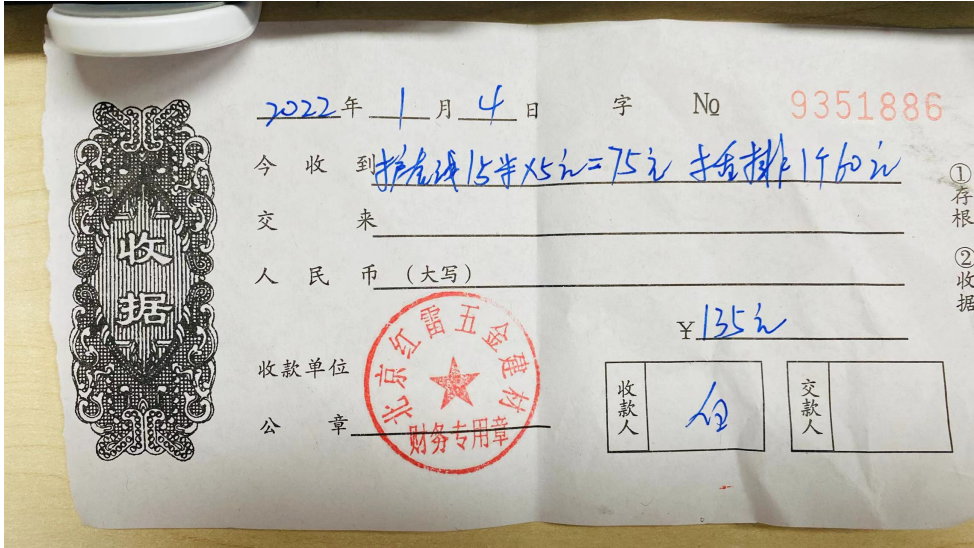 2022年 1月 4日 字 № 9351886
今收到 护套线15米×5元=75元 插排1个60元
交来
人民币（大写）
¥135元
收款单位
公章
收款人
交款人
北京红雷五金建材
财务专用章
收据
①存根
②收据